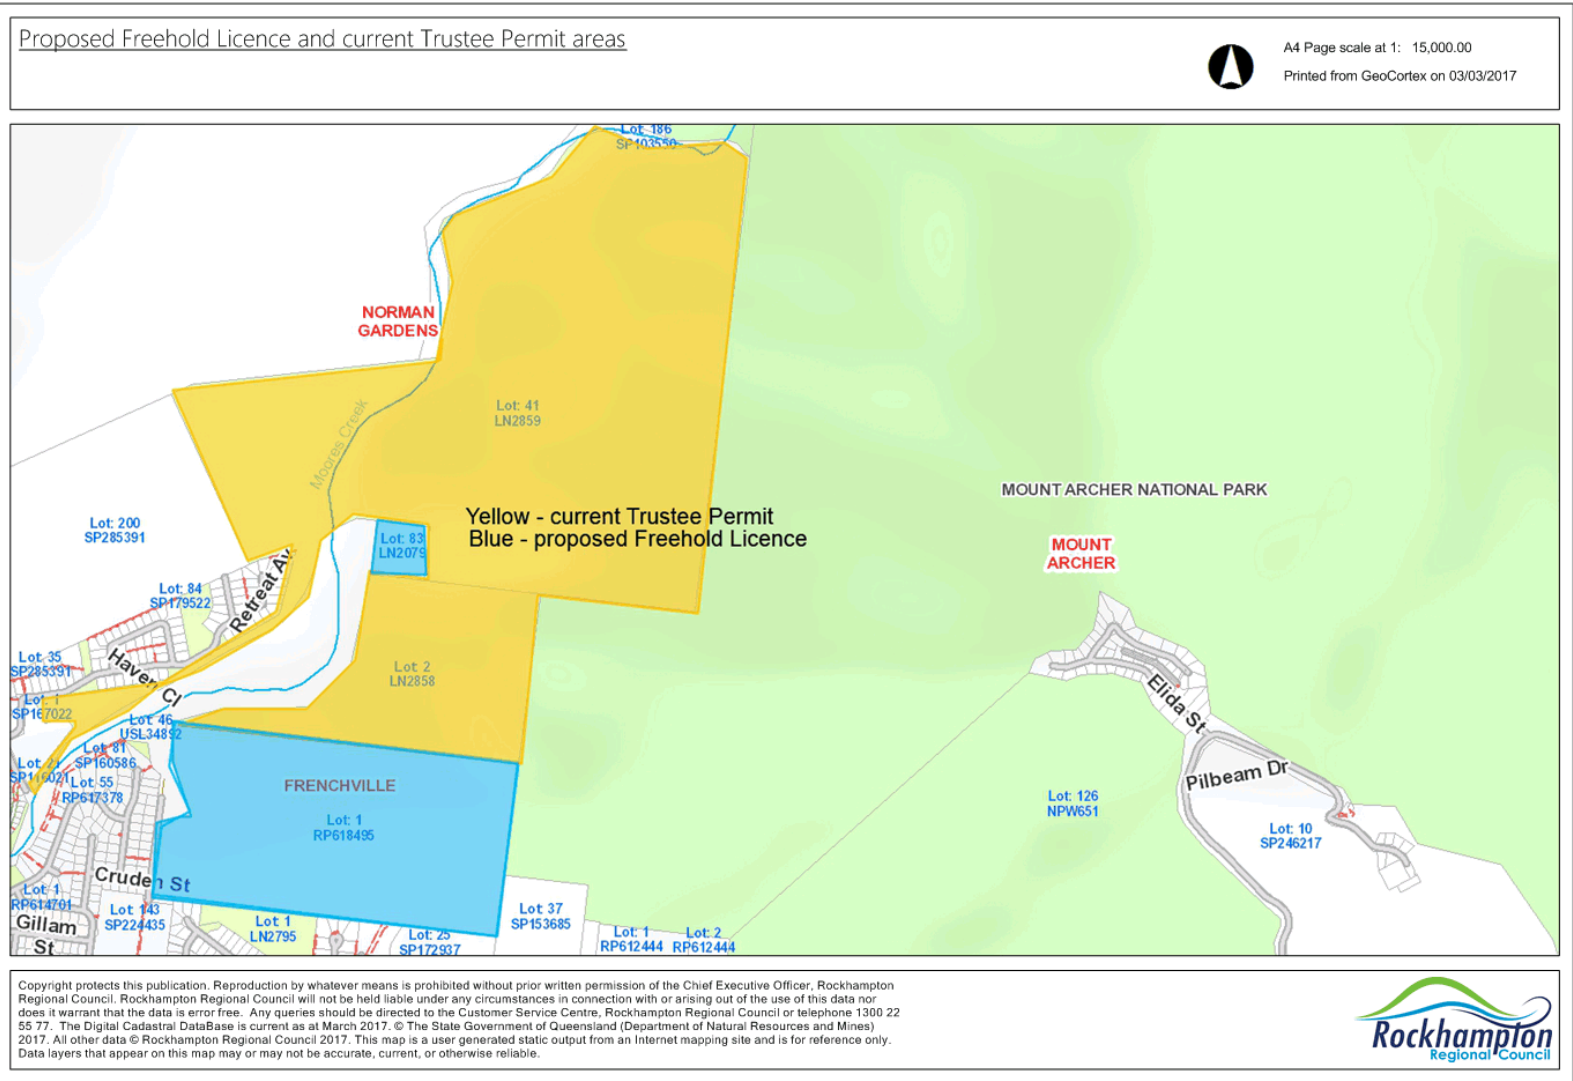 Proposed Freehold Licence and current Trustee Permit areas
A4 Page scale at 1: 15,000.00
Printed from GeoCortex on 03/03/2017
Lot: 186
SP103550
NORMAN
GARDENS
Lot: 41
LN2859
Moores Creek
MOUNT ARCHER NATIONAL PARK
Yellow - current Trustee Permit
Blue - proposed Freehold Licence
Lot: 200
SP285391
Lot: 83
LN2079
MOUNT
ARCHER
Retreat Av
Lot: 84
SP179522
Lot: 35
SP285391
Haven Cl
Lot: 2
LN2858
Lot: 1
SP167022
Elida St
Lot: 46
USL34892
Lot: 81
SP160586
Lot: 21
SP116021
Lot: 55
RP617378
FRENCHVILLE
Lot: 1
RP618495
Pilbeam Dr
Lot: 126
NPW651
Lot: 10
SP246217
Cruden St
Lot: 1
RP614701
Gillam
St
Lot: 143
SP224435
Lot: 1
LN2795
Lot: 25
SP172937
Lot: 37
SP153685
Lot: 1
RP612444
Lot: 2
RP612444
Copyright protects this publication. Reproduction by whatever means is prohibited without prior written permission of the Chief Executive Officer, Rockhampton
Regional Council. Rockhampton Regional Council will not be held liable under any circumstances in connection with or arising out of the use of this data nor
does it warrant that the data is error free. Any queries should be directed to the Customer Service Centre, Rockhampton Regional Council or telephone 1300 22
55 77. The Digital Cadastral DataBase is current as at March 2017. © The State Government of Queensland (Department of Natural Resources and Mines)
2017. All other data © Rockhampton Regional Council 2017. This map is a user generated static output from an Internet mapping site and is for reference only.
Data layers that appear on this map may or may not be accurate, current, or otherwise reliable.
Rockhampton
Regional Council